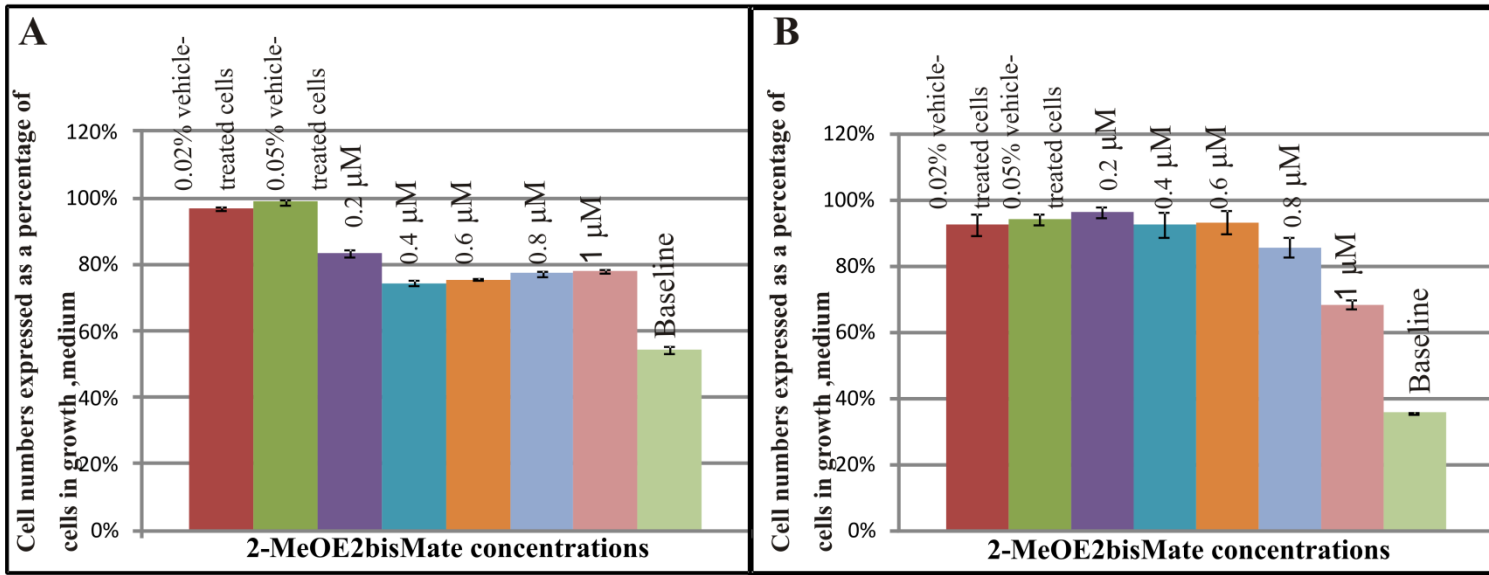 A
Cell numbers expressed as a percentage of
cells in growth ,medium
120%
100%
80%
60%
40%
20%
0%
0.02% vehicle-
treated cells
0.05% vehicle-
treated cells
0.2 µM
0.4 µM
0.6 µM
0.8 µM
1 µM
Baseline
2-MeOE2bisMate concentrations
B
Cell numbers expressed as a percentage of
cells in growth ,medium
120%
100%
80%
60%
40%
20%
0%
0.02% vehicle-
treated cells
0.05% vehicle-
treated cells
0.2 µM
0.4 µM
0.6 µM
0.8 µM
1 µM
Baseline
2-MeOE2bisMate concentrations